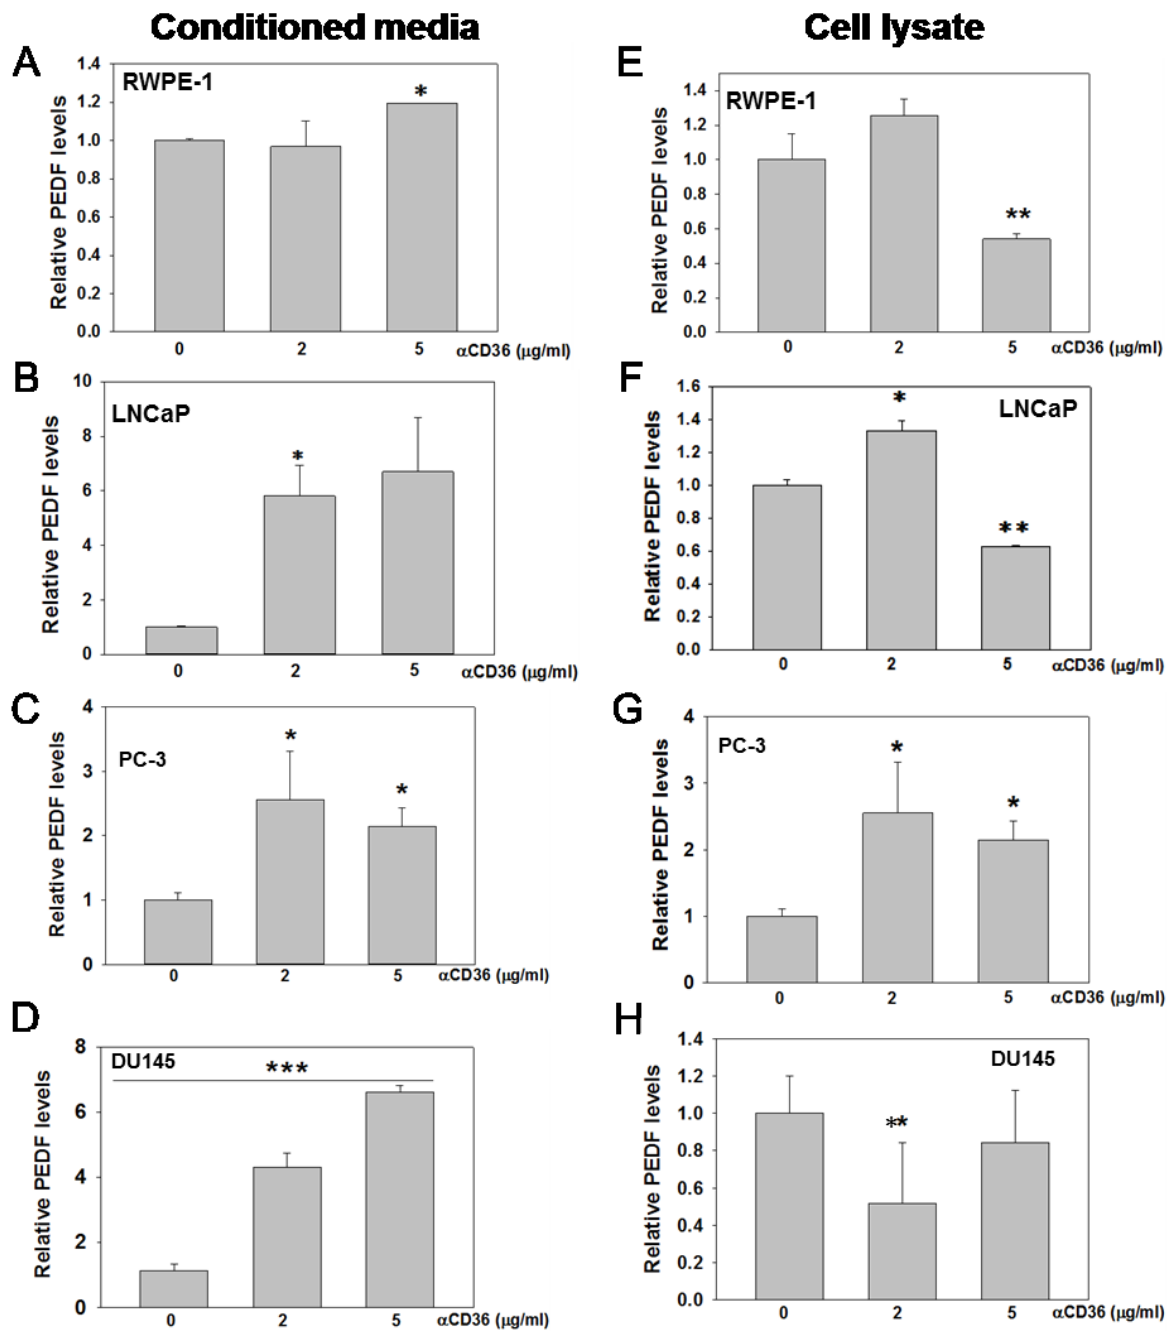 Conditioned media
Cell lysate
A
RWPE-1
*
Relative PEDF levels
1.4
1.2
1.0
0.8
0.6
0.4
0.2
0.0
0 2 5 αCD36 (μg/ml)
E
RWPE-1
**
Relative PEDF levels
1.4
1.2
1.0
0.8
0.6
0.4
0.2
0.0
0 2 5 αCD36 (μg/ml)
B
LNCaP
*
Relative PEDF levels
10
8
6
4
2
0
0 2 5 αCD36 (μg/ml)
F
LNCaP
*
**
Relative PEDF levels
1.6
1.4
1.2
1.0
0.8
0.6
0.4
0.2
0.0
0 2 5 αCD36 (μg/ml)
C
PC-3
* *
Relative PEDF levels
4
3
2
1
0
0 2 5 αCD36 (μg/ml)
G
PC-3
* *
Relative PEDF levels
4
3
2
1
0
0 2 5 αCD36 (μg/ml)
D
DU145
***
Relative PEDF levels
8
6
4
2
0
0 2 5 αCD36 (μg/ml)
H
DU145
**
Relative PEDF levels
1.4
1.2
1.0
0.8
0.6
0.4
0.2
0.0
0 2 5 αCD36 (μg/ml)